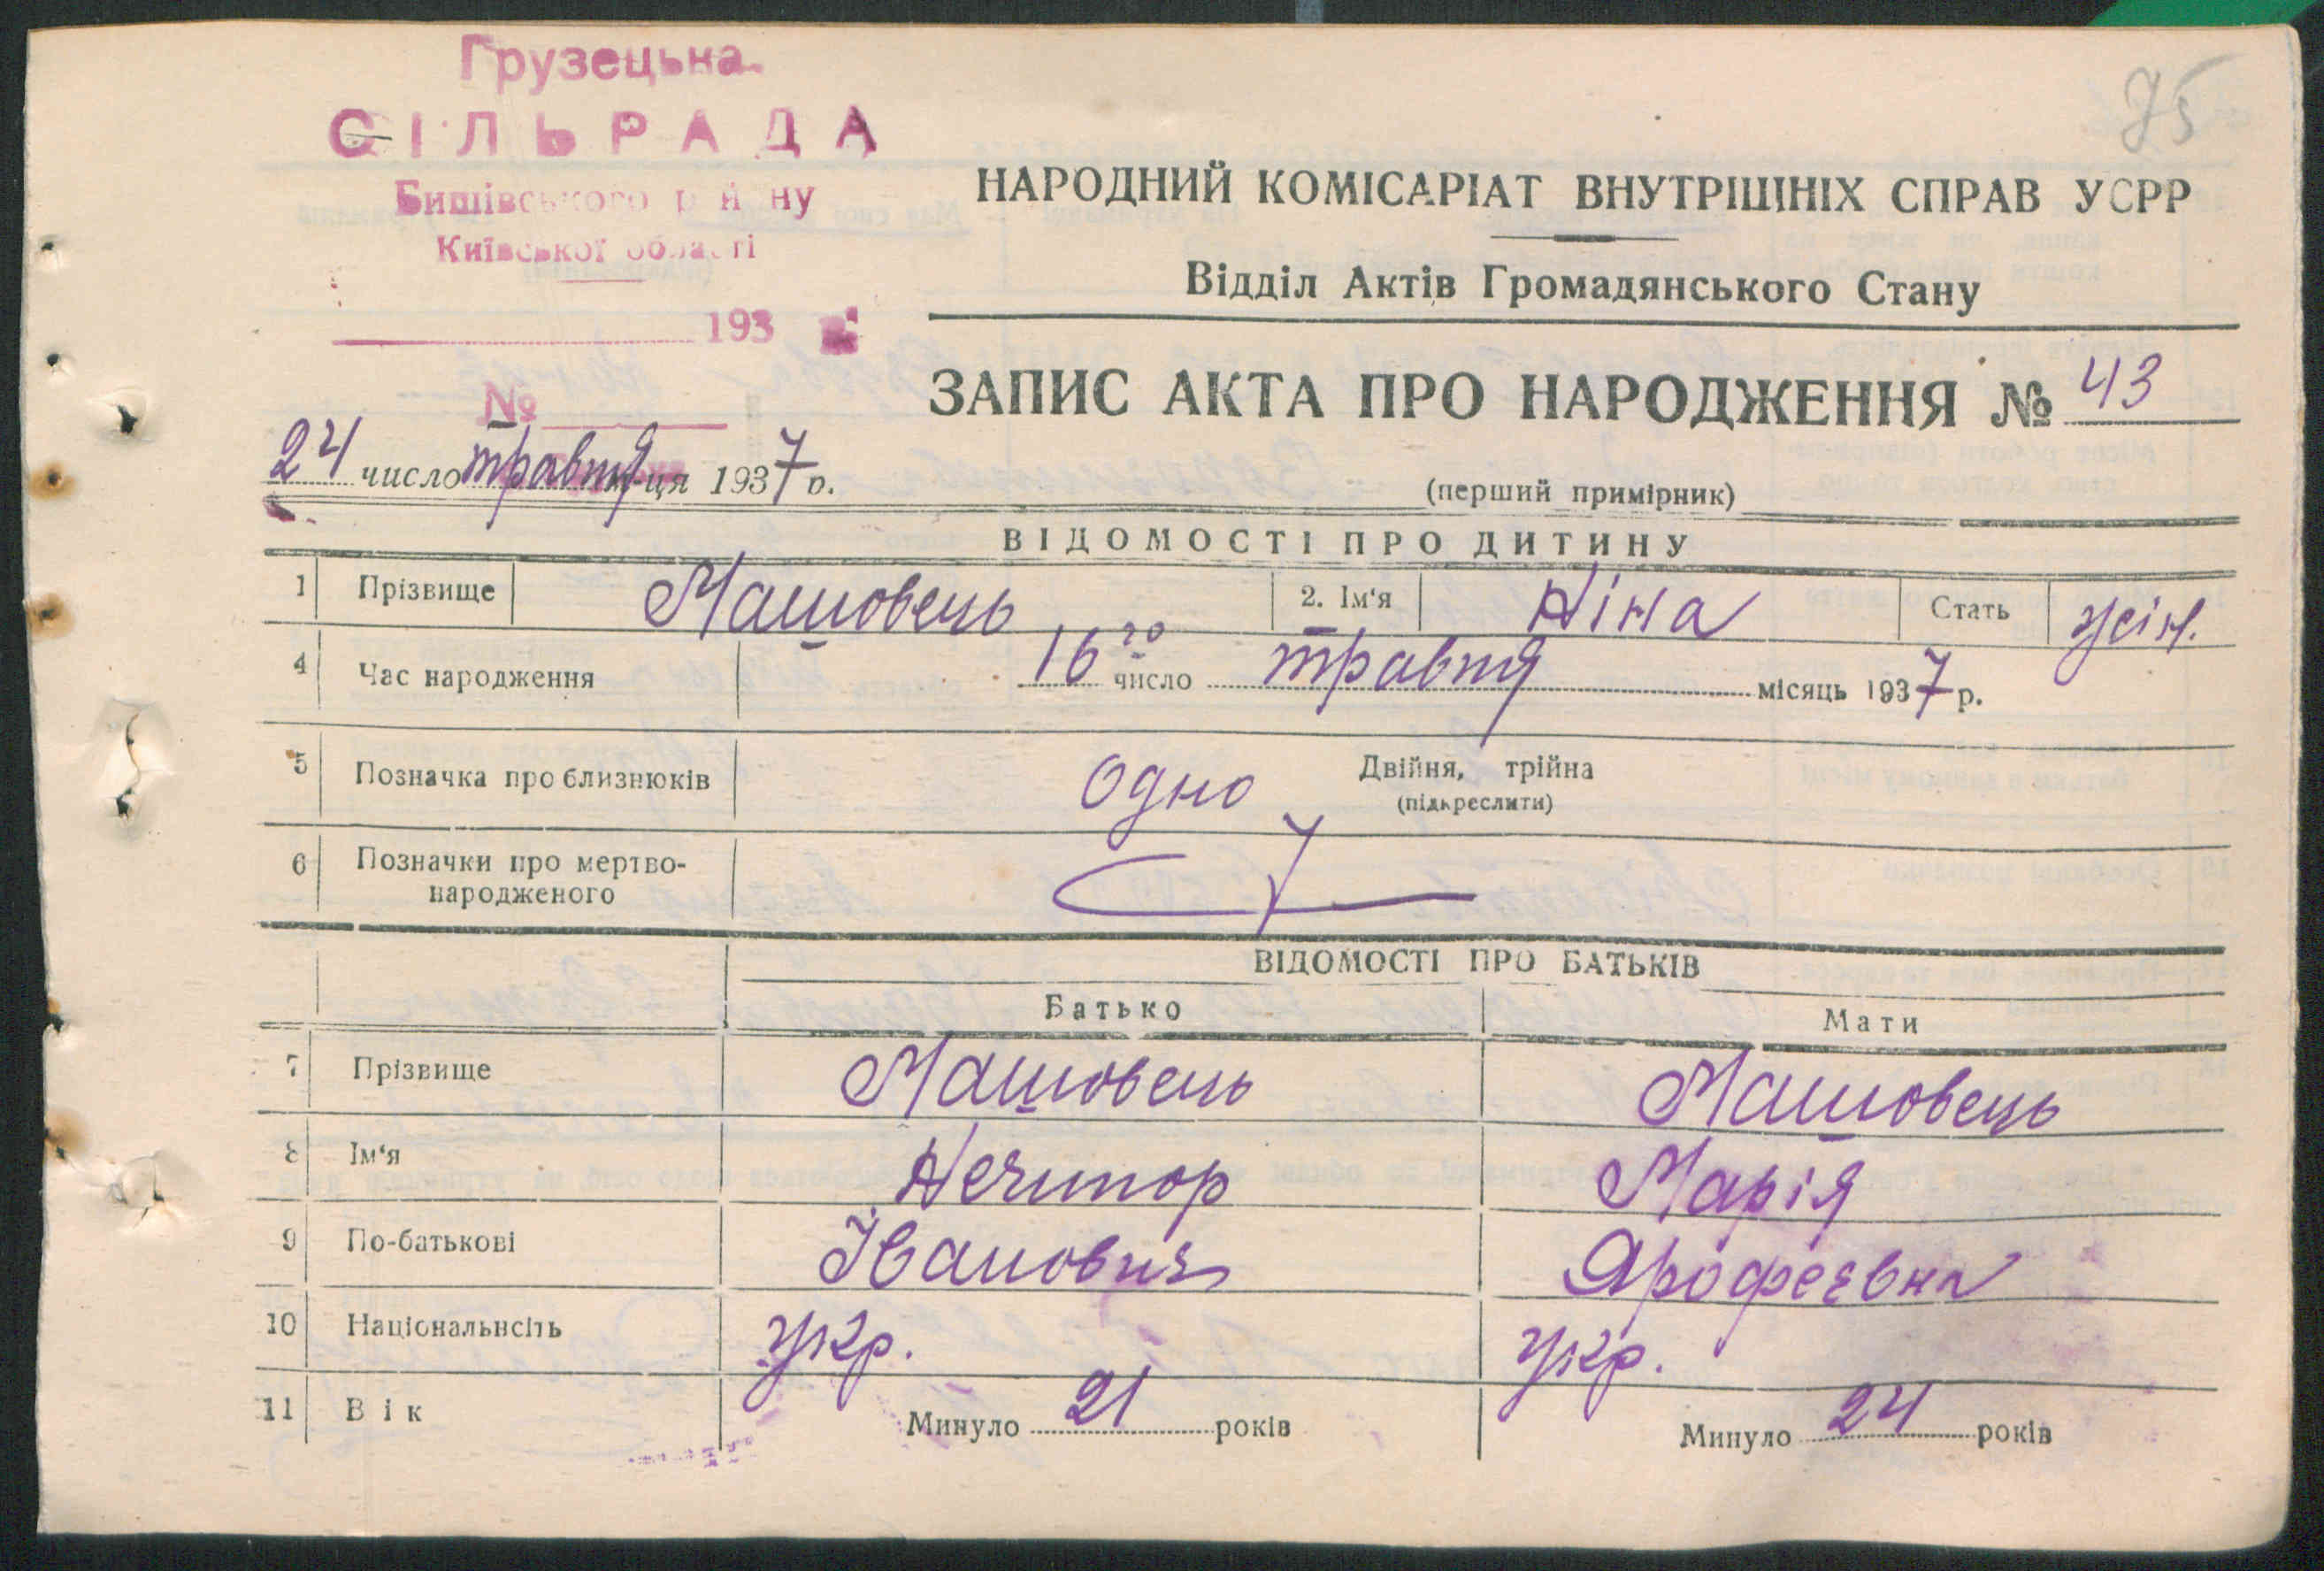 Грузецьна
СІЛЬРАДА
Бишівського району
Київської області
193
№
75
НАРОДНИЙ КОМІСАРІАТ ВНУТРІШНІХ СПРАВ УСРР
Відділ Актів Громадянського Стану
ЗАПИС АКТА ПРО НАРОДЖЕННЯ № 43
24 число травня м-ця 1937 р.
(перший примірник)
ВІДОМОСТІ ПРО ДИТИНУ
1 Прізвище Машовець 2. Ім'я Ніна Стать жін.
4 Час народження 16го число травня місяць 1937 р.
5 Позначка про близнюків одно Двійня, трійна
(підкреслити)
6 Позначки про мертво-
народженого
ВІДОМОСТІ ПРО БАТЬКІВ
Батько Мати
7 Прізвище Машовець Машовець
8 Ім'я Нечипор Марія
9 По-батькові Іванович Ярофеєвна
10 Національність укр. укр.
11 Вік Минуло 21 років Минуло 24 років